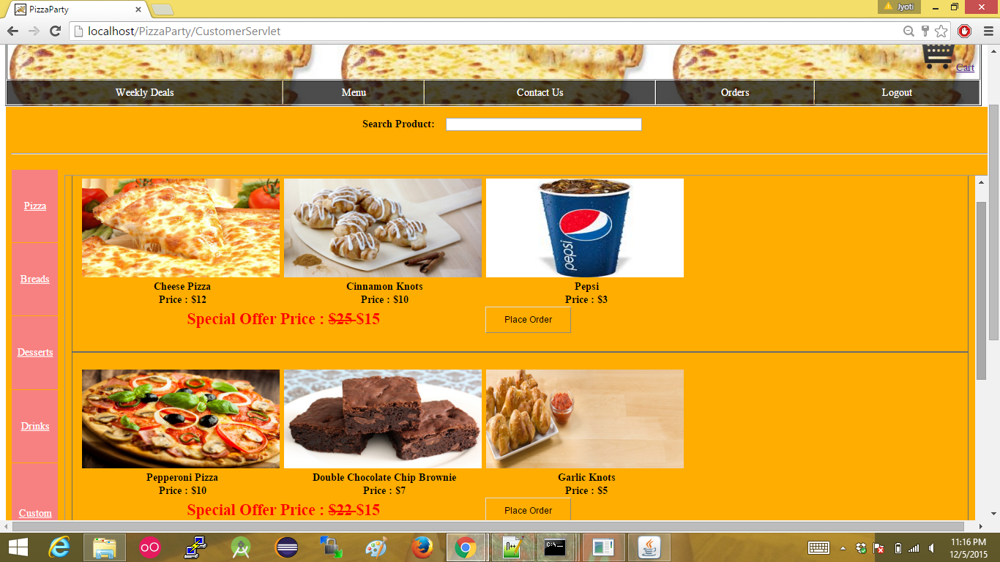 PizzaParty
Jyoti
localhost/PizzaParty/CustomerServlet
Cart
Weekly Deals
Menu
Contact Us
Orders
Logout
Search Product:
Pizza
Breads
Desserts
Drinks
Custom
pepsi
Cheese Pizza
Cinnamon Knots
Pepsi
Price : $12
Price : $10
Price : $3
Special Offer Price : $25 $15
Place Order
Pepperoni Pizza
Double Chocolate Chip Brownie
Garlic Knots
Price : $10
Price : $7
Price : $5
Special Offer Price : $22 $15
Place Order
11:16 PM
12/5/2015